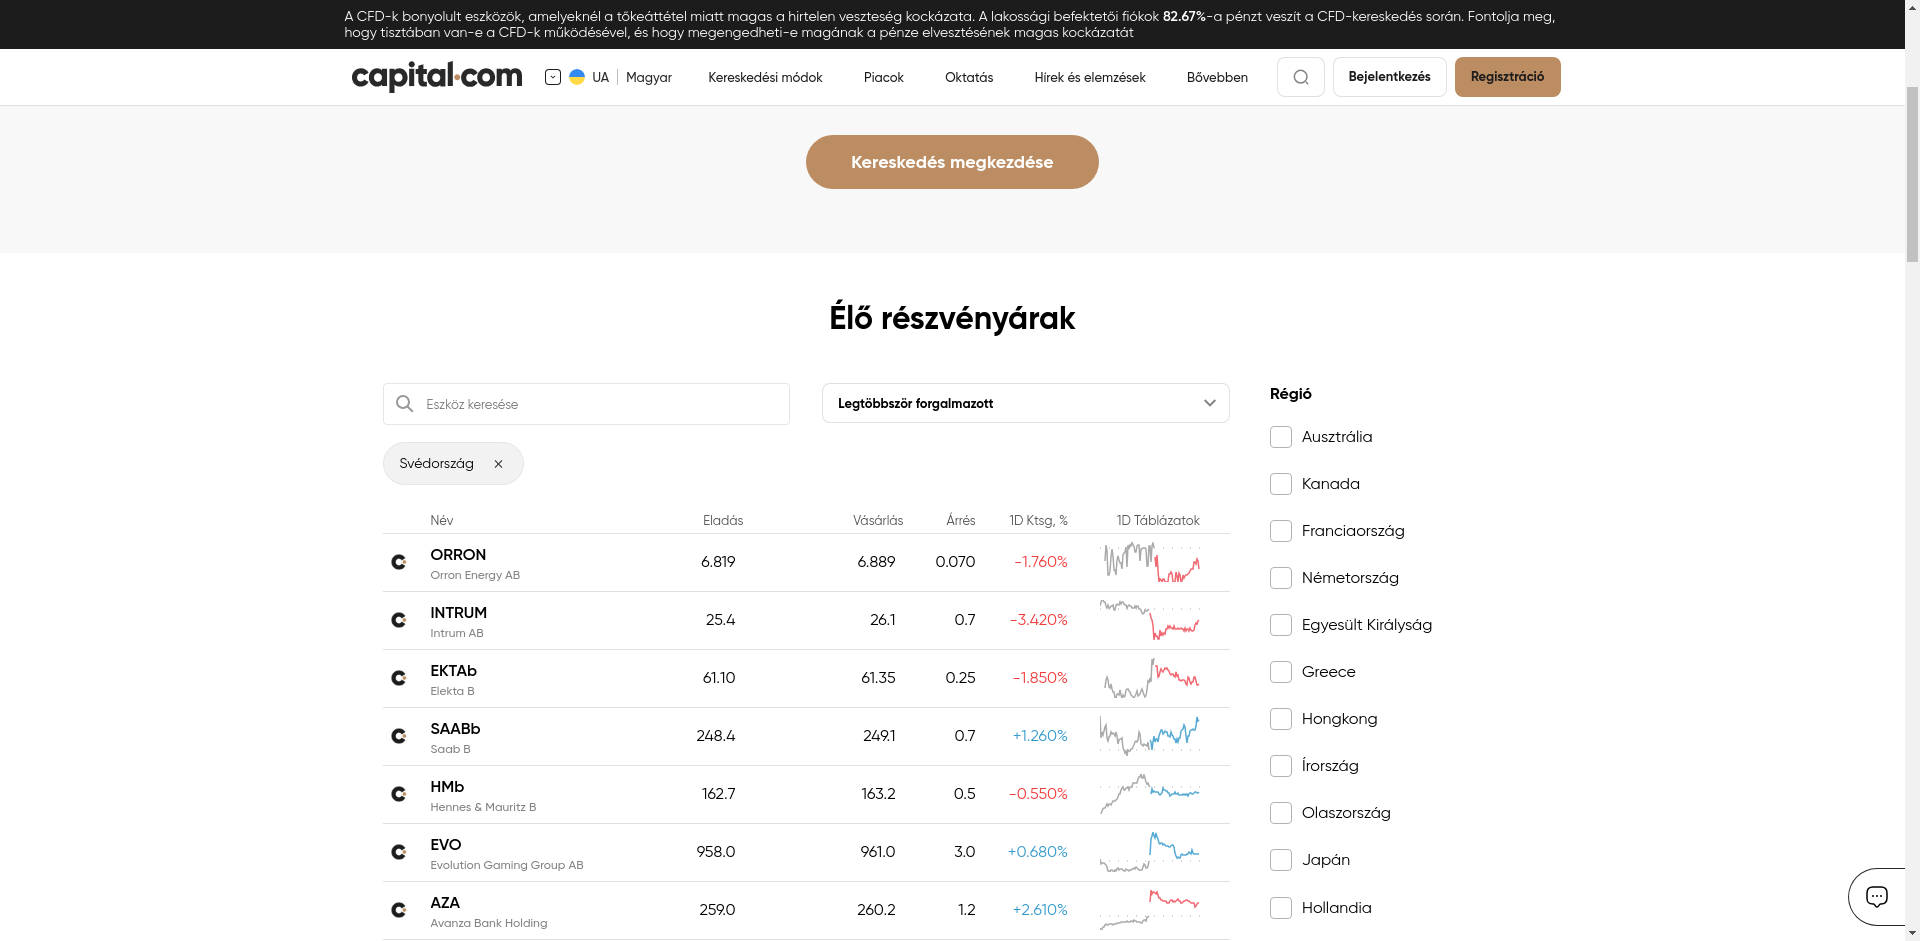 A CFD-k bonyolult eszközök, amelyeknél a tőkeáttétel miatt magas a hirtelen veszteség kockázata. A lakossági befektetői fiókok 82.67%-a pénzt veszít a CFD-kereskedés során. Fontolja meg,
hogy tisztában van-e a CFD-k működésével, és hogy megengedheti-e magának a pénze elvesztésének magas kockázatát
capital.com UA Magyar Kereskedési módok Piacok Oktatás Hírek és elemzések Bővebben Bejelentkezés Regisztráció
Kereskedés megkezdése
Élő részvényárak
Eszköz keresése
Legtöbbször forgalmazott
Svédország
Név Eladás Vásárlás Árrés 1D Ktsg, % 1D Táblázatok
ORRON 6.819 6.889 0.070 -1.760%
Orron Energy AB
INTRUM 25.4 26.1 0.7 -3.420%
Intrum AB
EKTAb 61.10 61.35 0.25 -1.850%
Elekta B
SAABb 248.4 249.1 0.7 +1.260%
Saab B
HMb 162.7 163.2 0.5 -0.550%
Hennes & Mauritz B
EVO 958.0 961.0 3.0 +0.680%
Evolution Gaming Group AB
AZA 259.0 260.2 1.2 +2.610%
Avanza Bank Holding
Régió
Ausztrália
Kanada
Franciaország
Németország
Egyesült Királyság
Greece
Hongkong
Írország
Olaszország
Japán
Hollandia